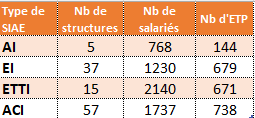 Type de SIAE Nb de structures Nb de salariés Nb d'ETP
AI 5 768 144
EI 37 1230 679
ETTI 15 2140 671
ACI 57 1737 738